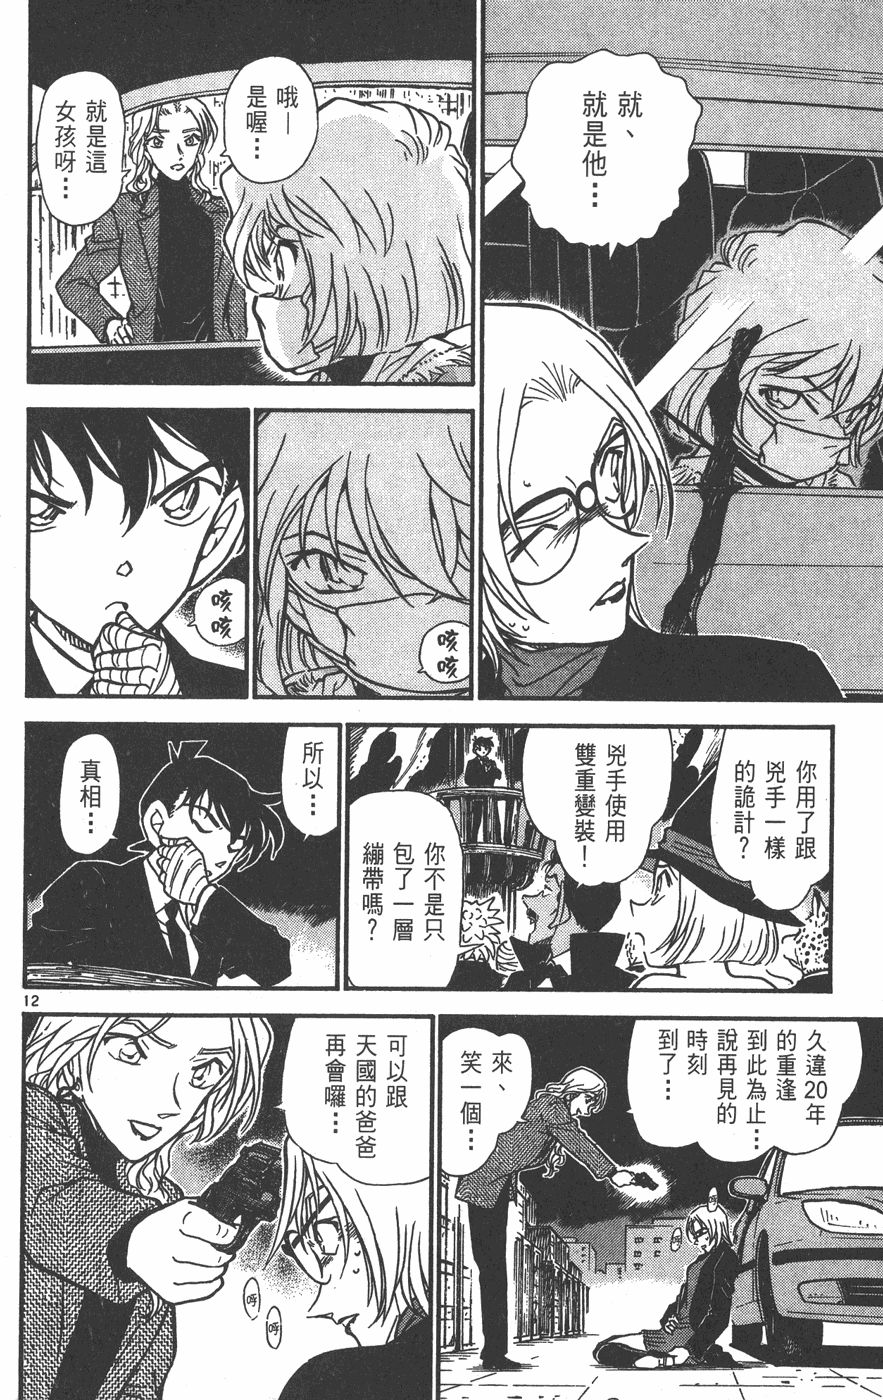 就、
就是他…
哦—
是喔…
就是這
女孩呀…
咳
咳
咳
咳
你用了跟
兇手一樣
的詭計？
兇手使用
雙重變裝！
你不是只
包了一層
繃帶嗎？
所以…
真相…
12
久違20年
的重逢
到此為止…
說再見的
時刻
到了…
來、
笑一個…
可以跟
天國的爸爸
再會囉…
呼
呼